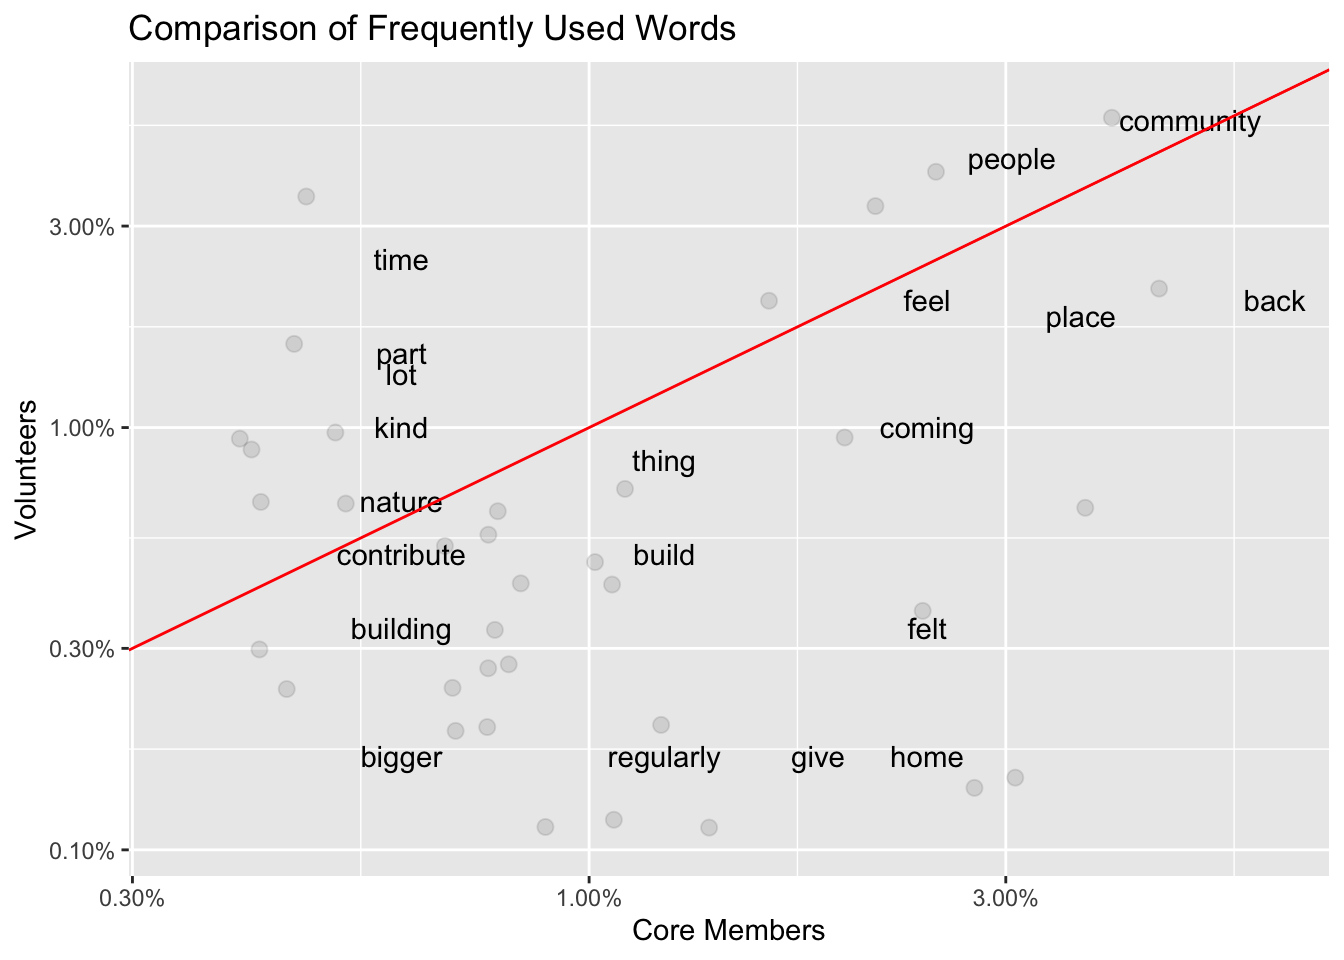 Comparison of Frequently Used Words
community
people
3.00%
time
feel
back
place
part
lot
1.00%
kind
coming
thing
nature
contribute
build
building
felt
0.30%
bigger
regularly
give
home
0.10%
0.30%
1.00%
3.00%
Core Members
Volunteers